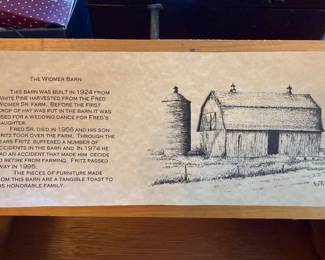 THE WIDMER BARN
THIS BARN WAS BUILT IN 1924 FROM
WHITE PINE HARVESTED FROM THE FRED
WIDMER SR. FARM. BEFORE THE FIRST
CROP OF HAY WAS PUT IN THE BARN IT WAS
USED FOR A WEDDING DANCE FOR FRED'S
DAUGHTER.
FRED SR. DIED IN 1956 AND HIS SON
FRITZ TOOK OVER THE FARM. THROUGH THE
YEARS FRITZ SUFFERED A NUMBER OF
ACCIDENTS IN THE BARN AND IN 1974 HE
HAD AN ACCIDENT THAT MADE HIM DECIDE
TO RETIRE FROM FARMING. FRITZ PASSED
AWAY IN 1995.
THE PIECES OF FURNITURE MADE
FROM THIS BARN ARE A TANGIBLE TOAST TO
HIS HONORABLE FAMILY.